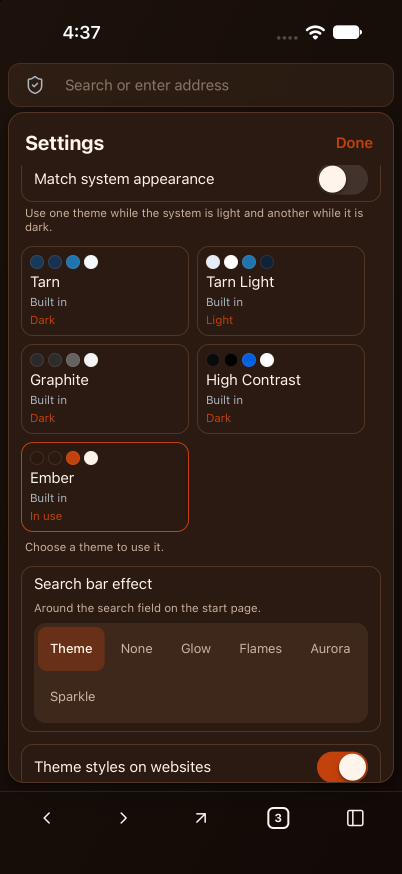 4:37
Search or enter address
Settings
Done
Match system appearance
Use one theme while the system is light and another while it is
dark.
Tarn
Built in
Dark
Tarn Light
Built in
Light
Graphite
Built in
Dark
High Contrast
Built in
Dark
Ember
Built in
In use
Choose a theme to use it.
Search bar effect
Around the search field on the start page.
Theme
None
Glow
Flames
Aurora
Sparkle
Theme styles on websites
3